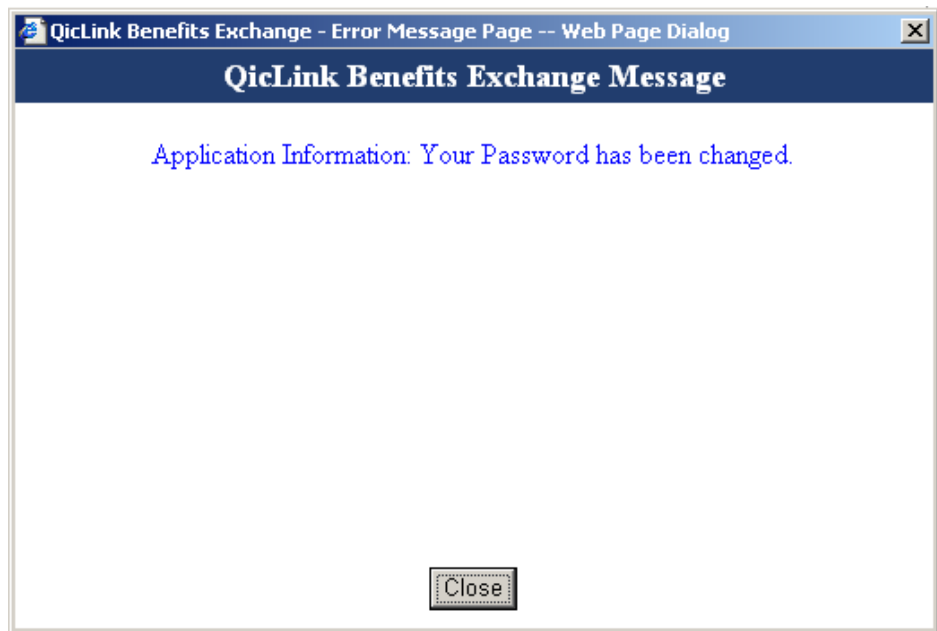 QicLink Benefits Exchange - Error Message Page -- Web Page Dialog
QicLink Benefits Exchange Message
Application Information: Your Password has been changed.
Close